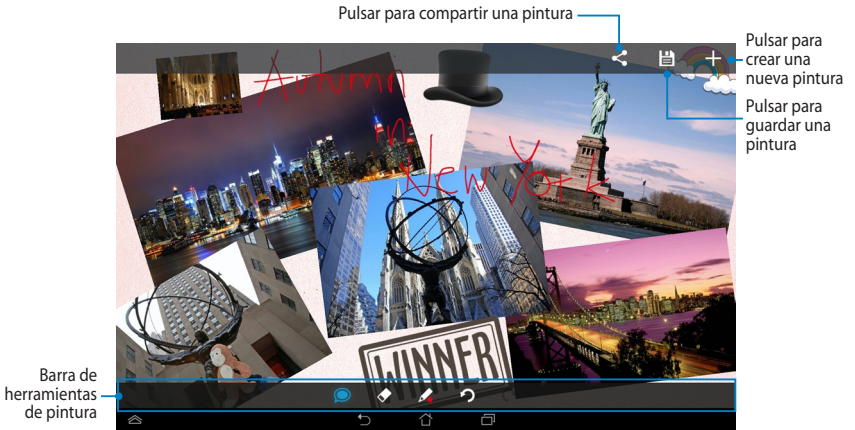 Pulsar para compartir una pintura
Pulsar para
crear una
nueva pintura
Pulsar para
guardar una
pintura
Autumn
in
New York
WINNER
Barra de
herramientas
de pintura